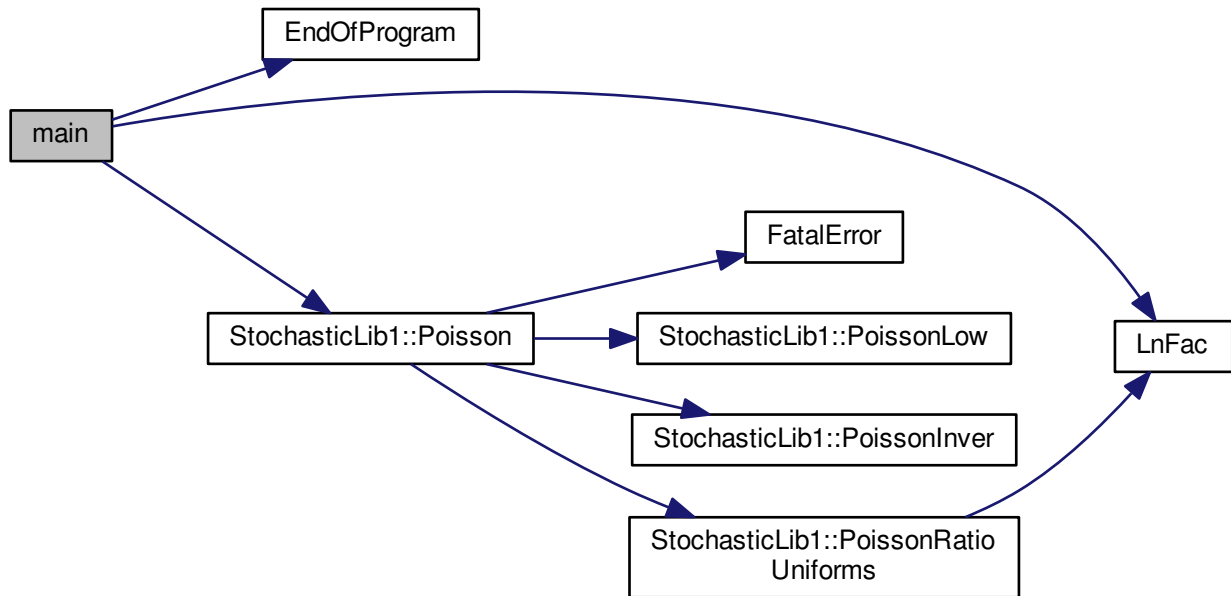 EndOfProgram
main
FatalError
StochasticLib1::Poisson
StochasticLib1::PoissonLow
LnFac
StochasticLib1::PoissonInver
StochasticLib1::PoissonRatio
Uniforms